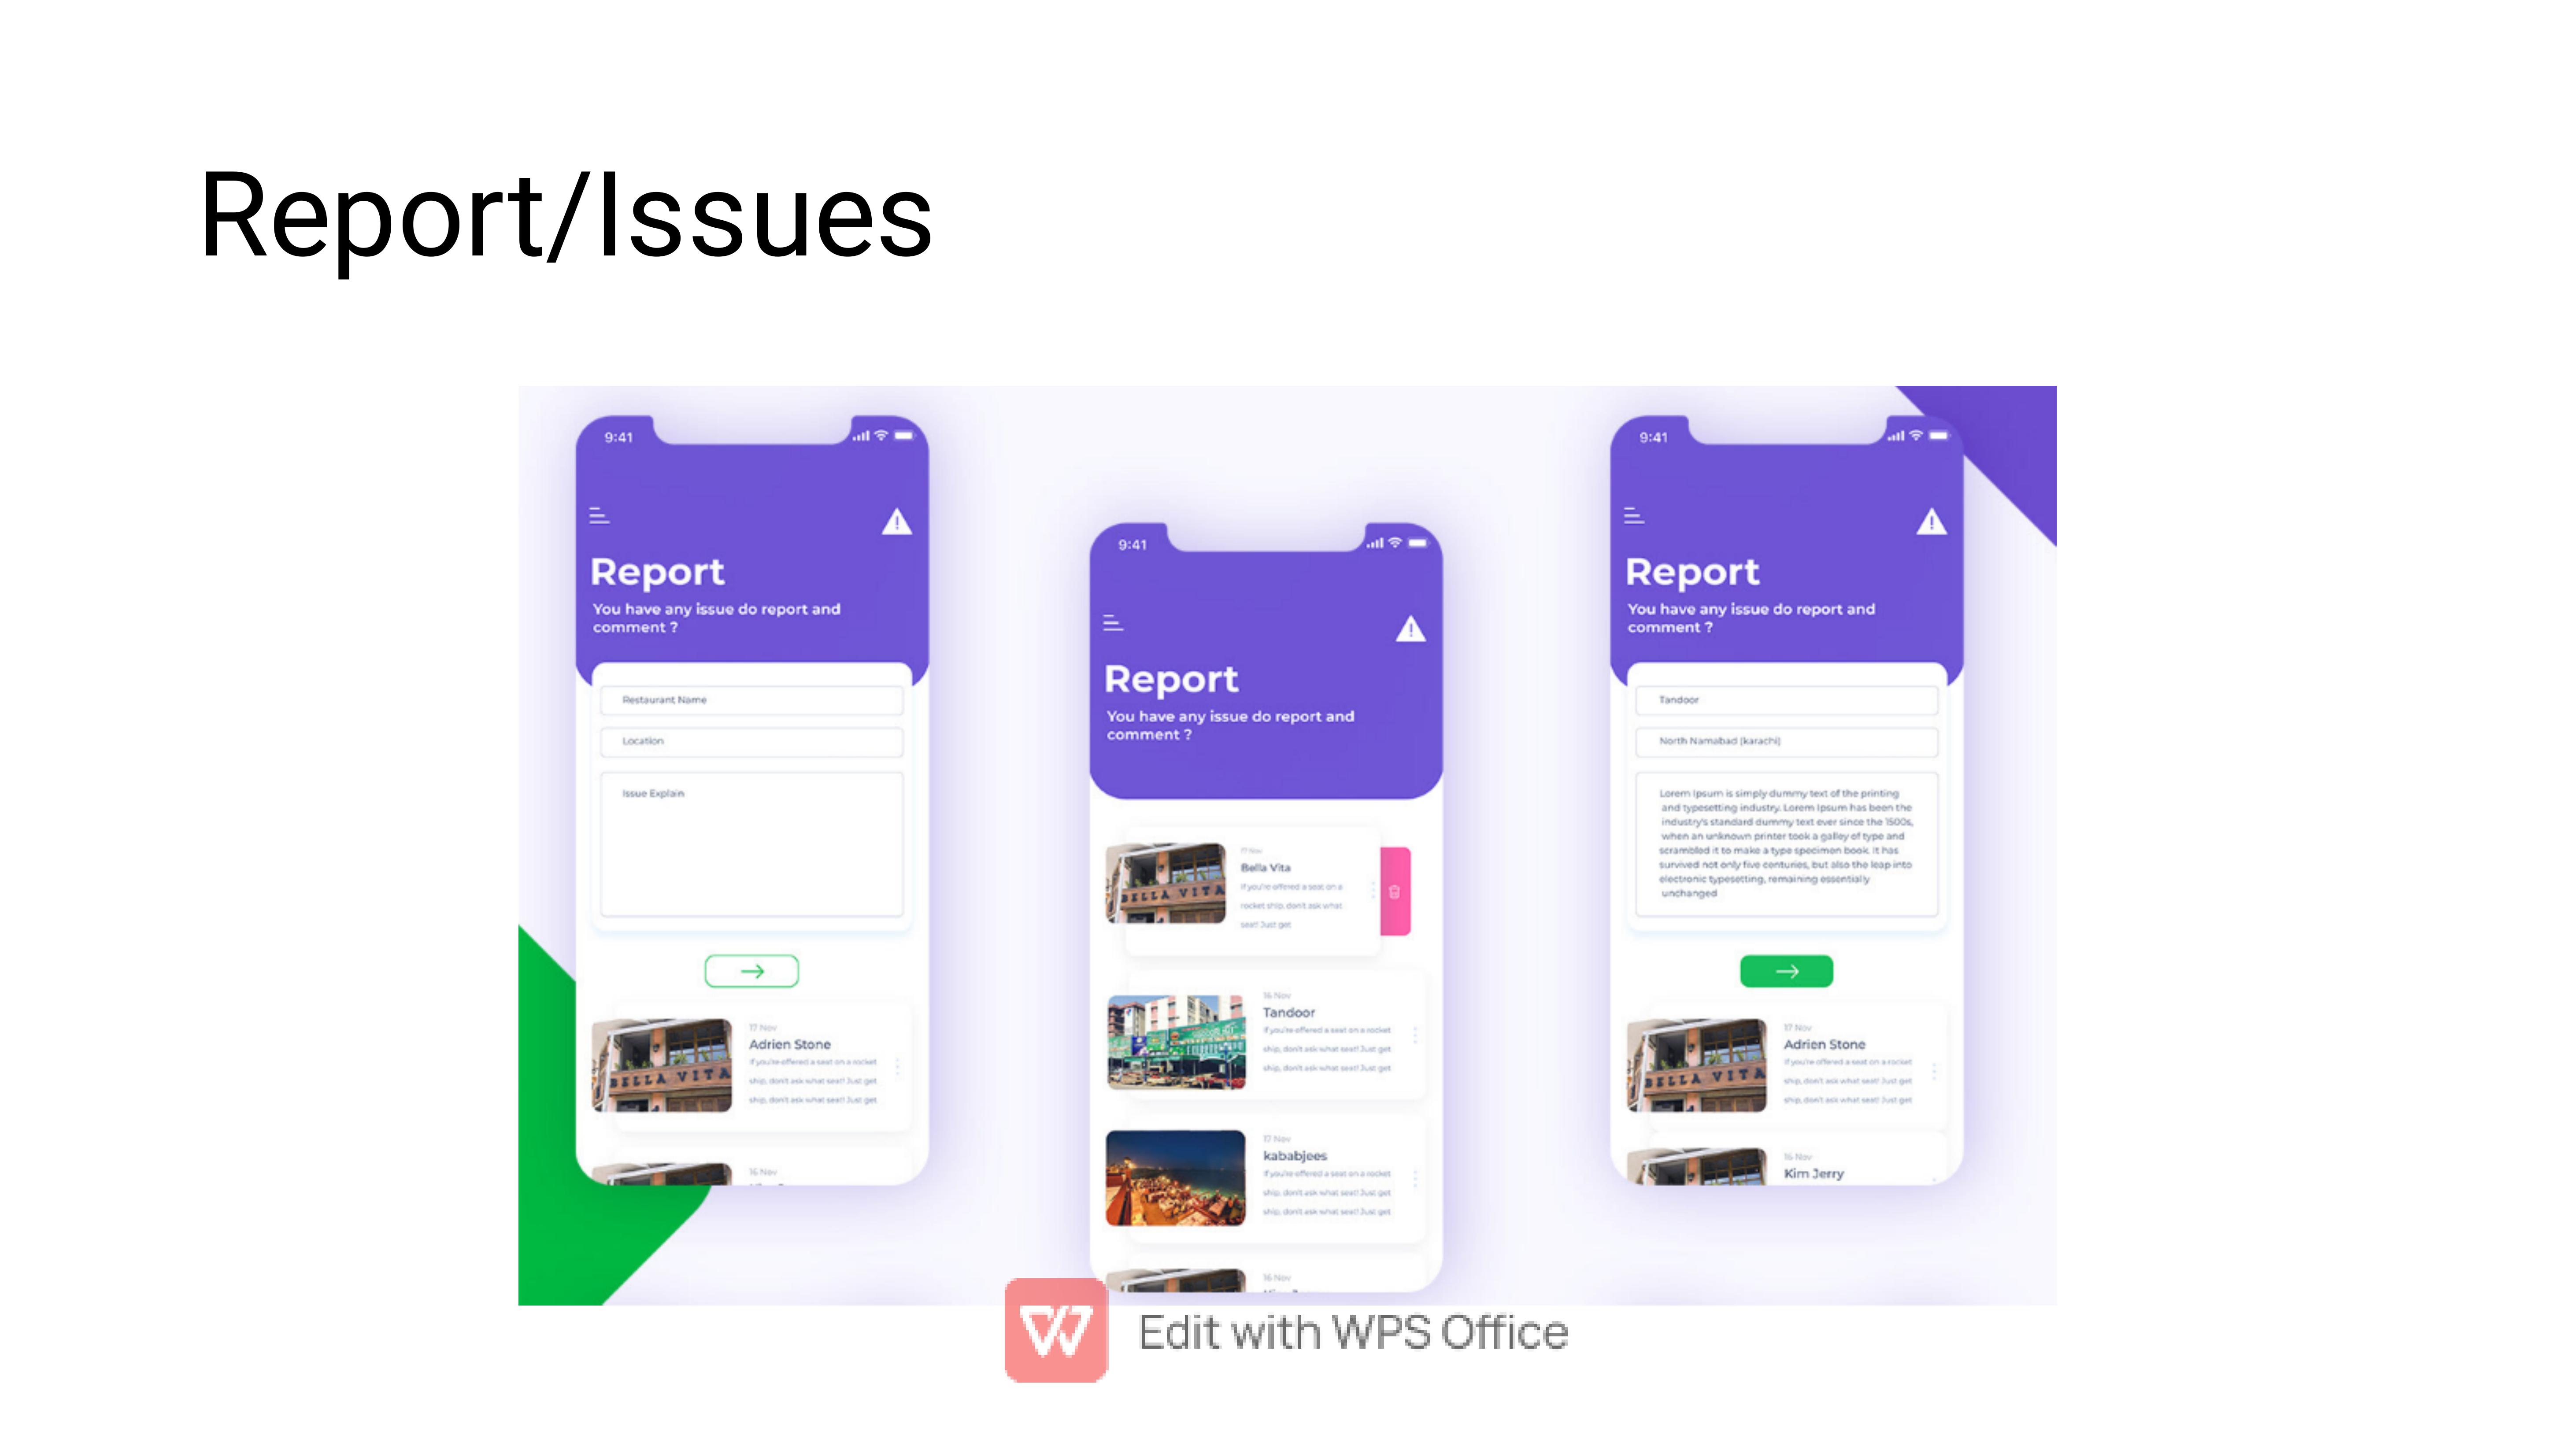 Report/Issues
9:41
Report
You have any issue do report and
comment ?
Restaurant Name
Location
Issue Explain
17 Nov
Adrien Stone
If you're offered a seat on a rocket
ship, don't ask what seat! Just get
ship, don't ask what seat! Just get
BELLA VITA
16 Nov
9:41
Report
You have any issue do report and
comment ?
17 Nov
Bella Vita
If you're offered a seat on a
rocket ship, don't ask what
seat! Just get
BELLA VITA
16 Nov
Tandoor
If you're offered a seat on a rocket
ship, don't ask what seat! Just get
ship, don't ask what seat! Just get
17 Nov
kababjees
If you're offered a seat on a rocket
ship, don't ask what seat! Just get
ship, don't ask what seat! Just get
16 Nov
9:41
Report
You have any issue do report and
comment ?
Tandoor
North Namabad (karachi)
Lorem Ipsum is simply dummy text of the printing
and typesetting industry. Lorem Ipsum has been the
industry's standard dummy text ever since the 1500s,
when an unknown printer took a galley of type and
scrambled it to make a type specimen book. It has
survived not only five centuries, but also the leap into
electronic typesetting, remaining essentially
unchanged
17 Nov
Adrien Stone
If you're offered a seat on a rocket
ship, don't ask what seat! Just get
ship, don't ask what seat! Just get
BELLA VITA
16 Nov
Kim Jerry
Edit with WPS Office